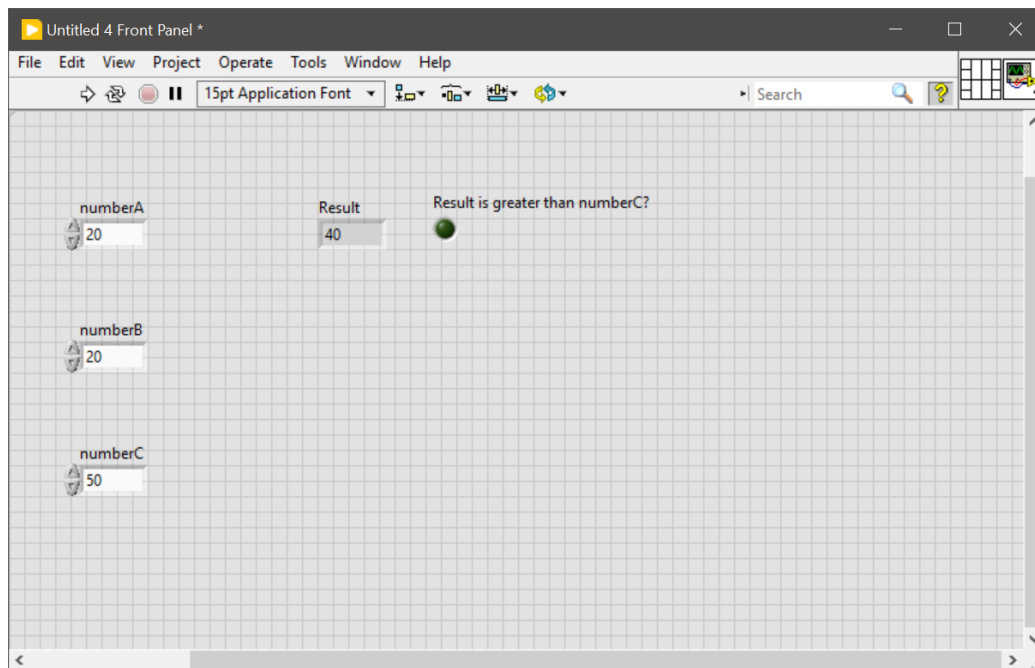 Untitled 4 Front Panel *
File Edit View Project Operate Tools Window Help
15pt Application Font
Search
?
numberA
20
Result
40
Result is greater than numberC?
numberB
20
numberC
50